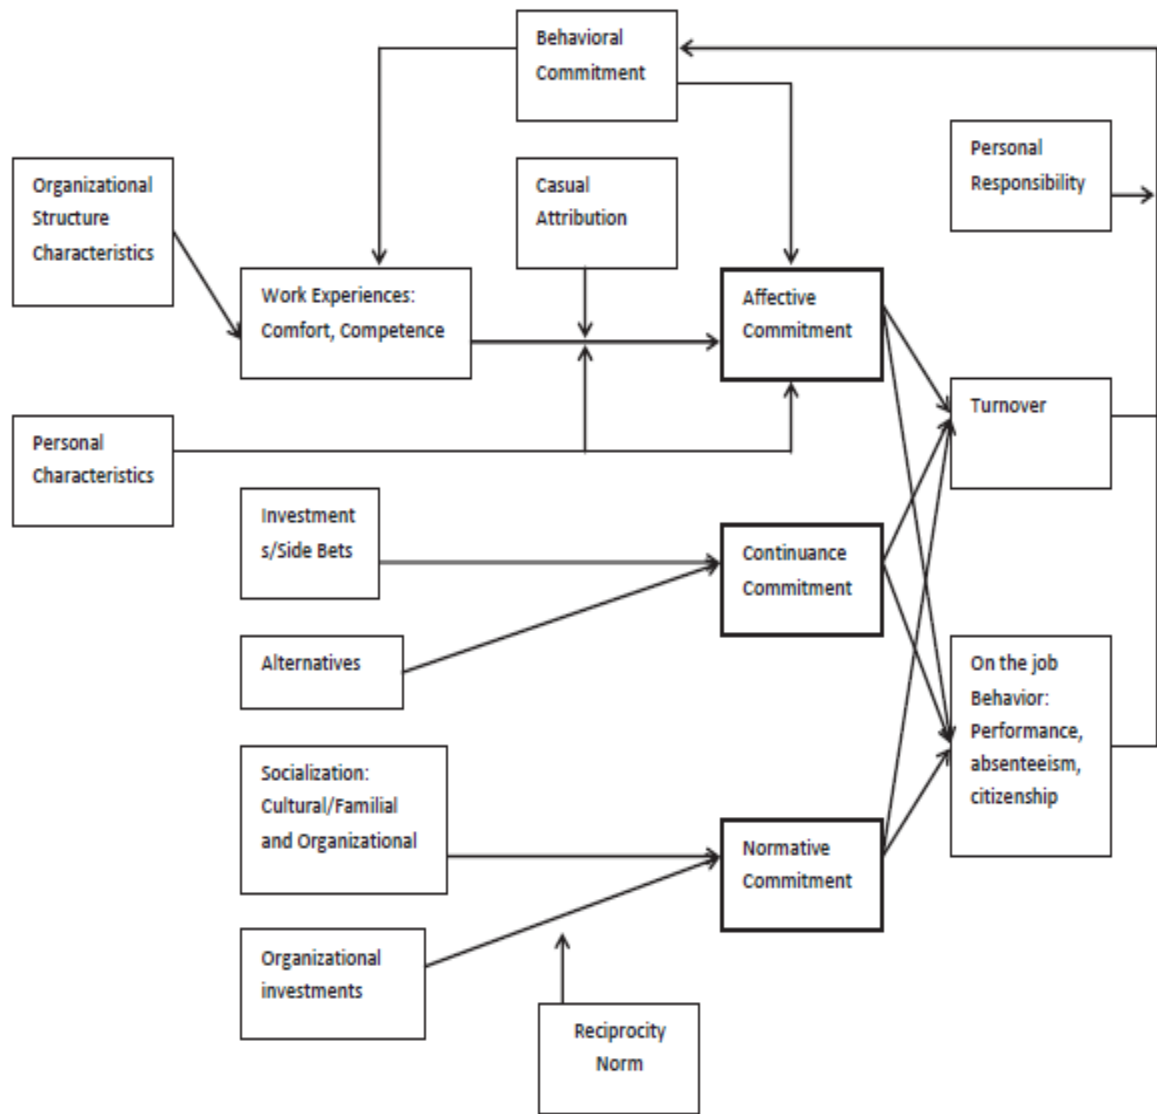 Behavioral
Commitment
Personal
Responsibility
Organizational
Structure
Characteristics
Casual
Attribution
Work Experiences:
Comfort, Competence
Affective
Commitment
Turnover
Personal
Characteristics
Investment
s/Side Bets
Continuance
Commitment
Alternatives
On the job
Behavior:
Performance,
absenteeism,
citizenship
Socialization:
Cultural/Familial
and Organizational
Normative
Commitment
Organizational
investments
Reciprocity
Norm